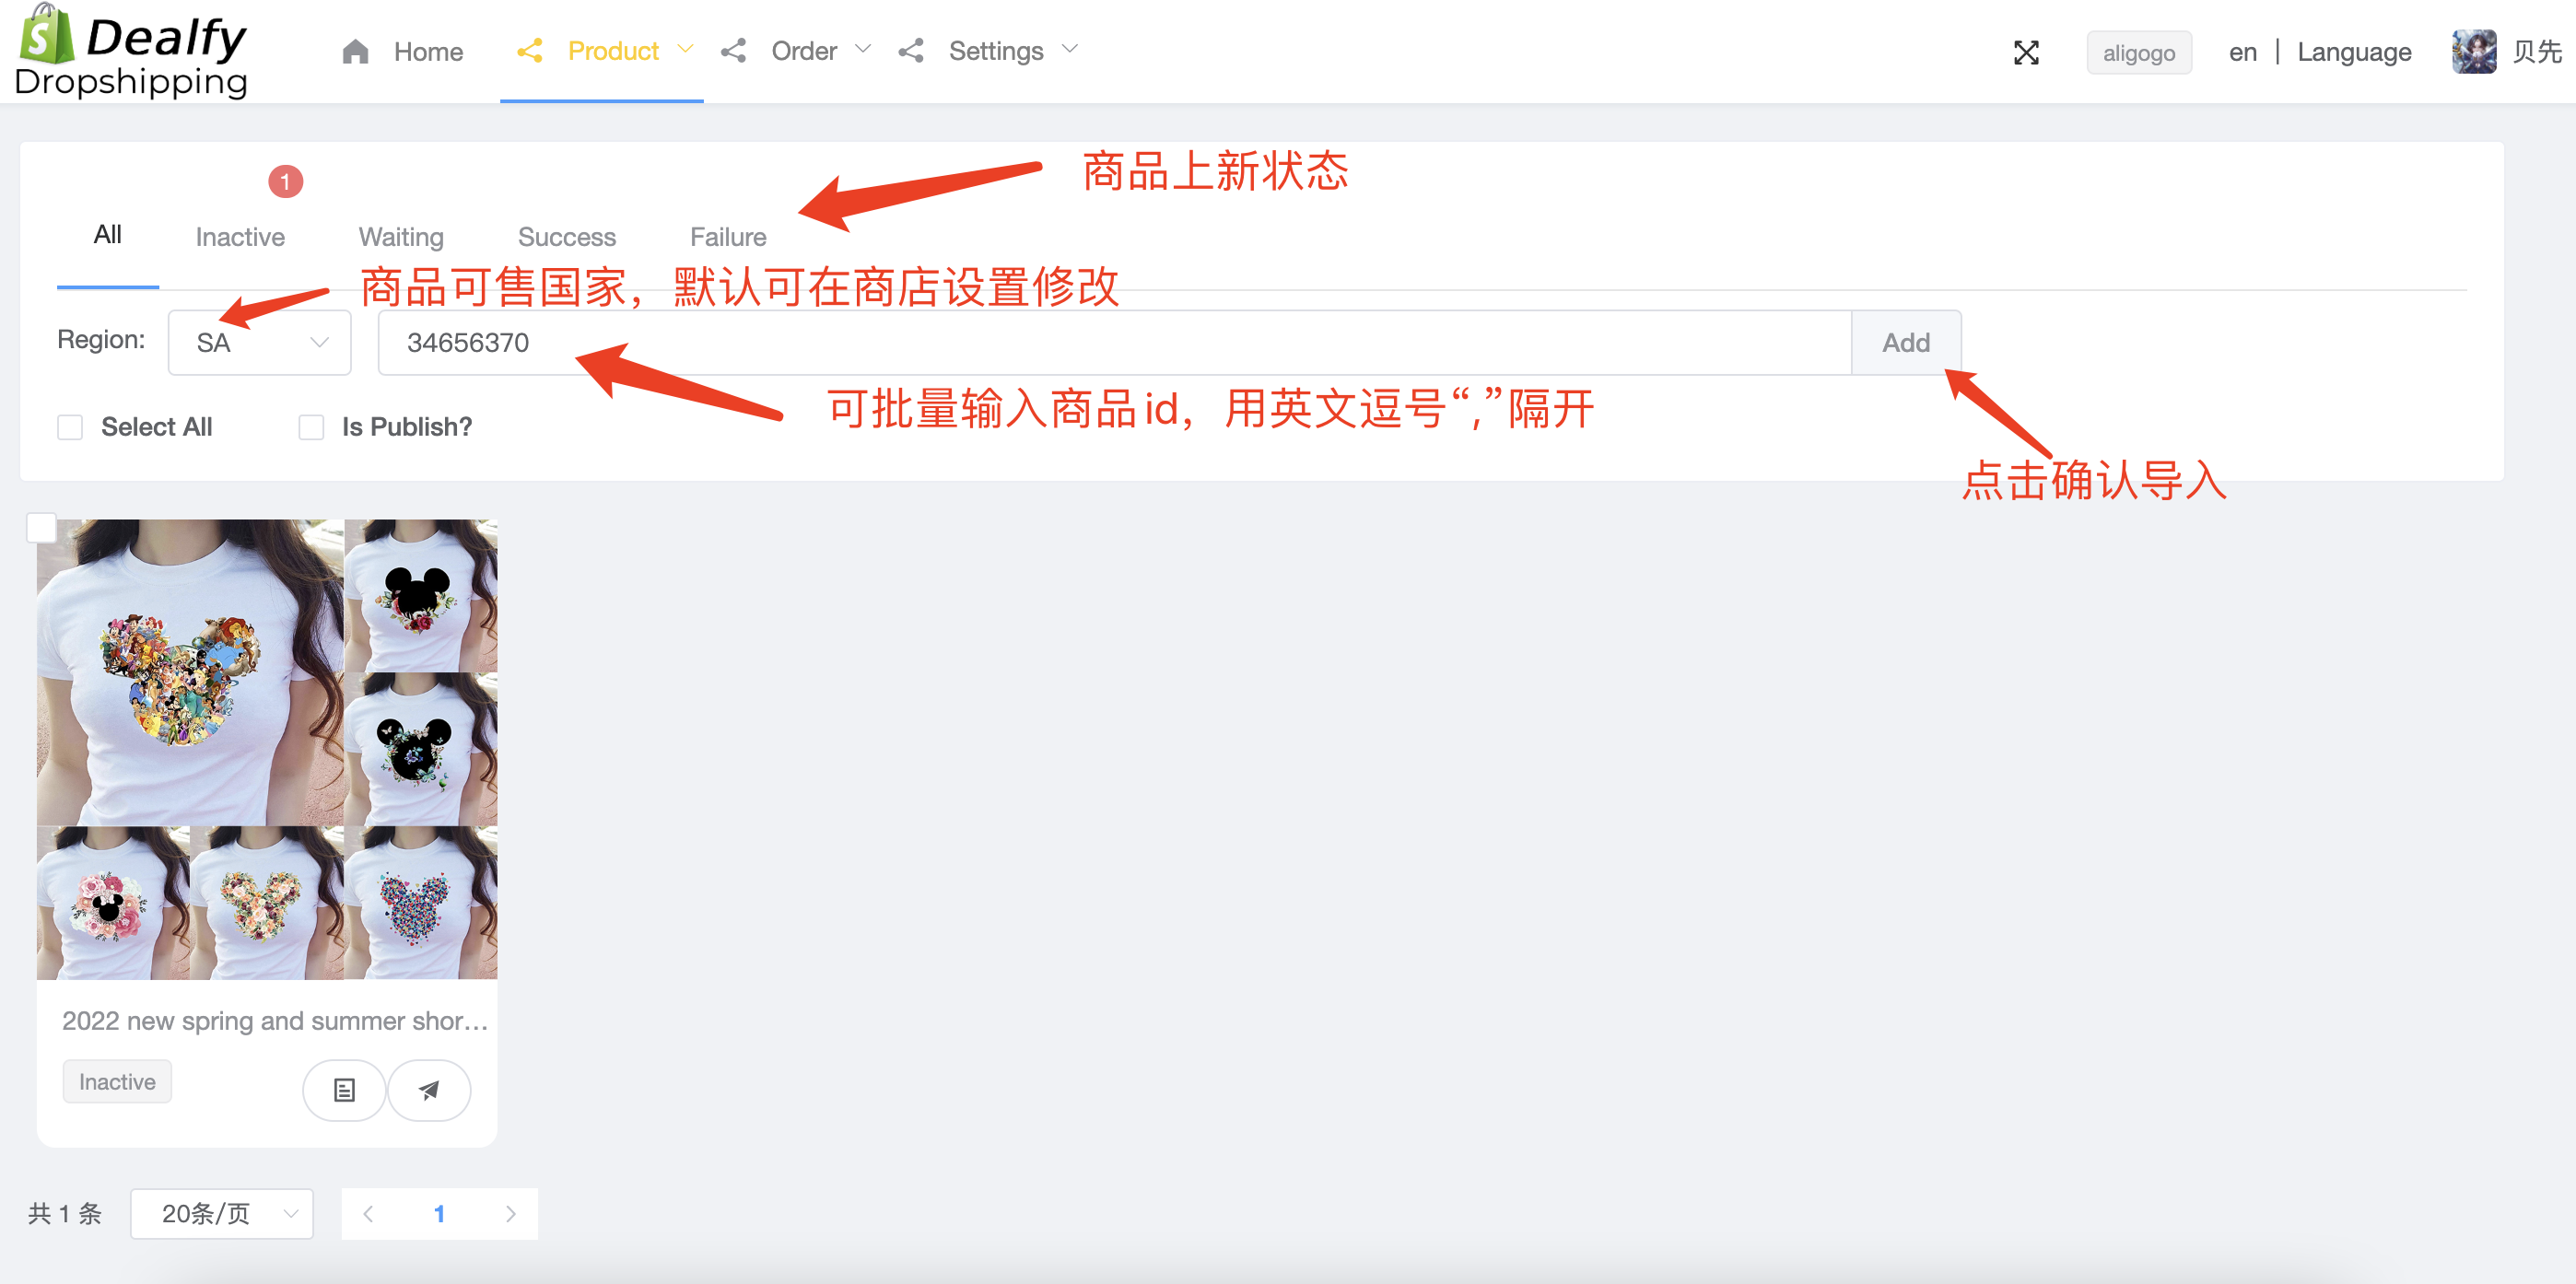 Dealfy
Dropshipping
Home
Product
Order
Settings
aligogo
en | Language
贝先
商品上新状态
1
All
Inactive
Waiting
Success
Failure
商品可售国家，默认可在商店设置修改
Region:
SA
34656370
Add
可批量输入商品id，用英文逗号“,”隔开
Select All
Is Publish?
点击确认导入
2022 new spring and summer shor...
Inactive
共 1 条
20条/页
1